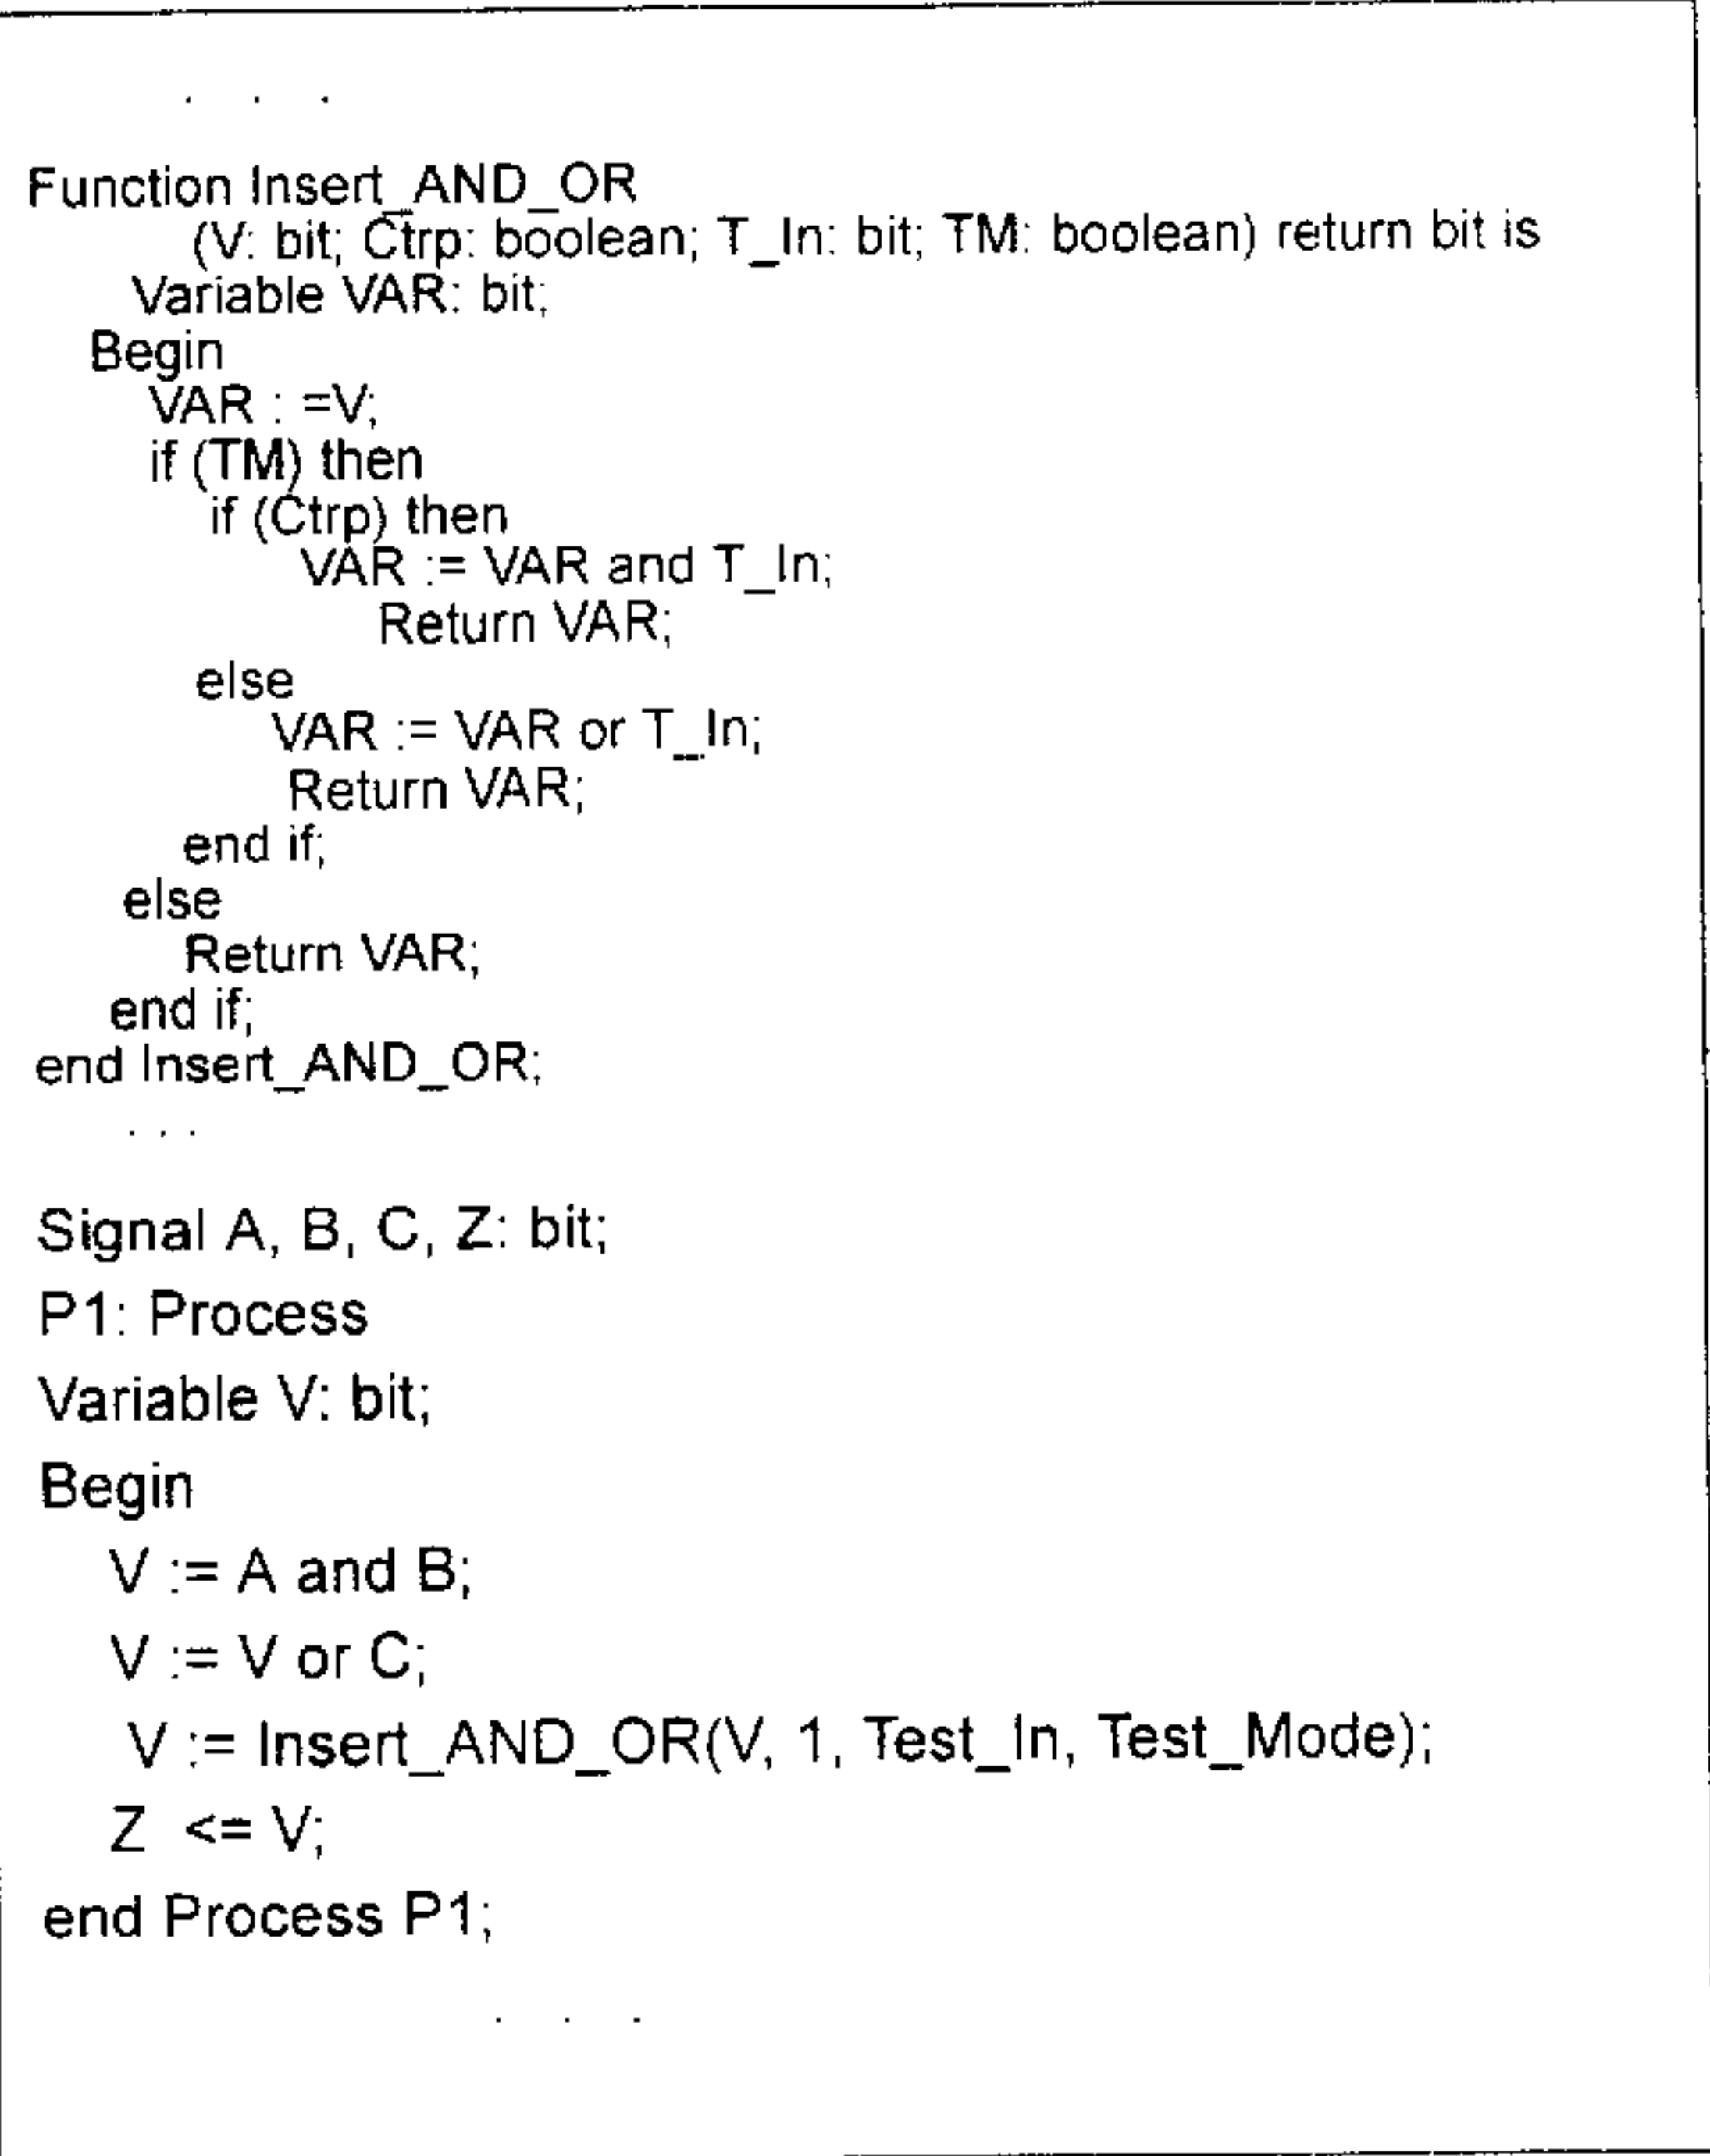 . . .
Function Insert_AND_OR
(V: bit; Ctrp: boolean; T_In: bit; TM: boolean) return bit is
Variable VAR: bit;
Begin
VAR : =V;
if (TM) then
if (Ctrp) then
VAR := VAR and T_In;
Return VAR;
else
VAR := VAR or T_In;
Return VAR;
end if;
else
Return VAR;
end if;
end Insert_AND_OR;
. . .
Signal A, B, C, Z: bit;
P1: Process
Variable V: bit;
Begin
V := A and B;
V := V or C;
V := Insert_AND_OR(V, 1, Test_In, Test_Mode);
Z <= V;
end Process P1;
. . .